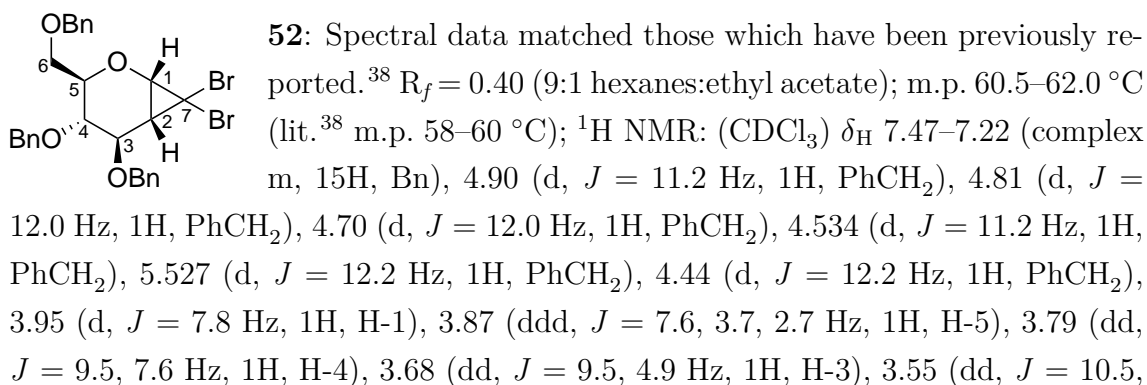 OBn
6
O
H
1
5
Br
7
Br
4
2
BnO
3
H
OBn
52: Spectral data matched those which have been previously re-
ported.³⁸ R_f = 0.40 (9:1 hexanes:ethyl acetate); m.p. 60.5–62.0 °C
(lit.³⁸ m.p. 58–60 °C); ¹H NMR: (CDCl₃) δ_H 7.47–7.22 (complex
m, 15H, Bn), 4.90 (d, J = 11.2 Hz, 1H, PhCH₂), 4.81 (d, J =
12.0 Hz, 1H, PhCH₂), 4.70 (d, J = 12.0 Hz, 1H, PhCH₂), 4.534 (d, J = 11.2 Hz, 1H,
PhCH₂), 5.527 (d, J = 12.2 Hz, 1H, PhCH₂), 4.44 (d, J = 12.2 Hz, 1H, PhCH₂),
3.95 (d, J = 7.8 Hz, 1H, H-1), 3.87 (ddd, J = 7.6, 3.7, 2.7 Hz, 1H, H-5), 3.79 (dd,
J = 9.5, 7.6 Hz, 1H, H-4), 3.68 (dd, J = 9.5, 4.9 Hz, 1H, H-3), 3.55 (dd, J = 10.5,